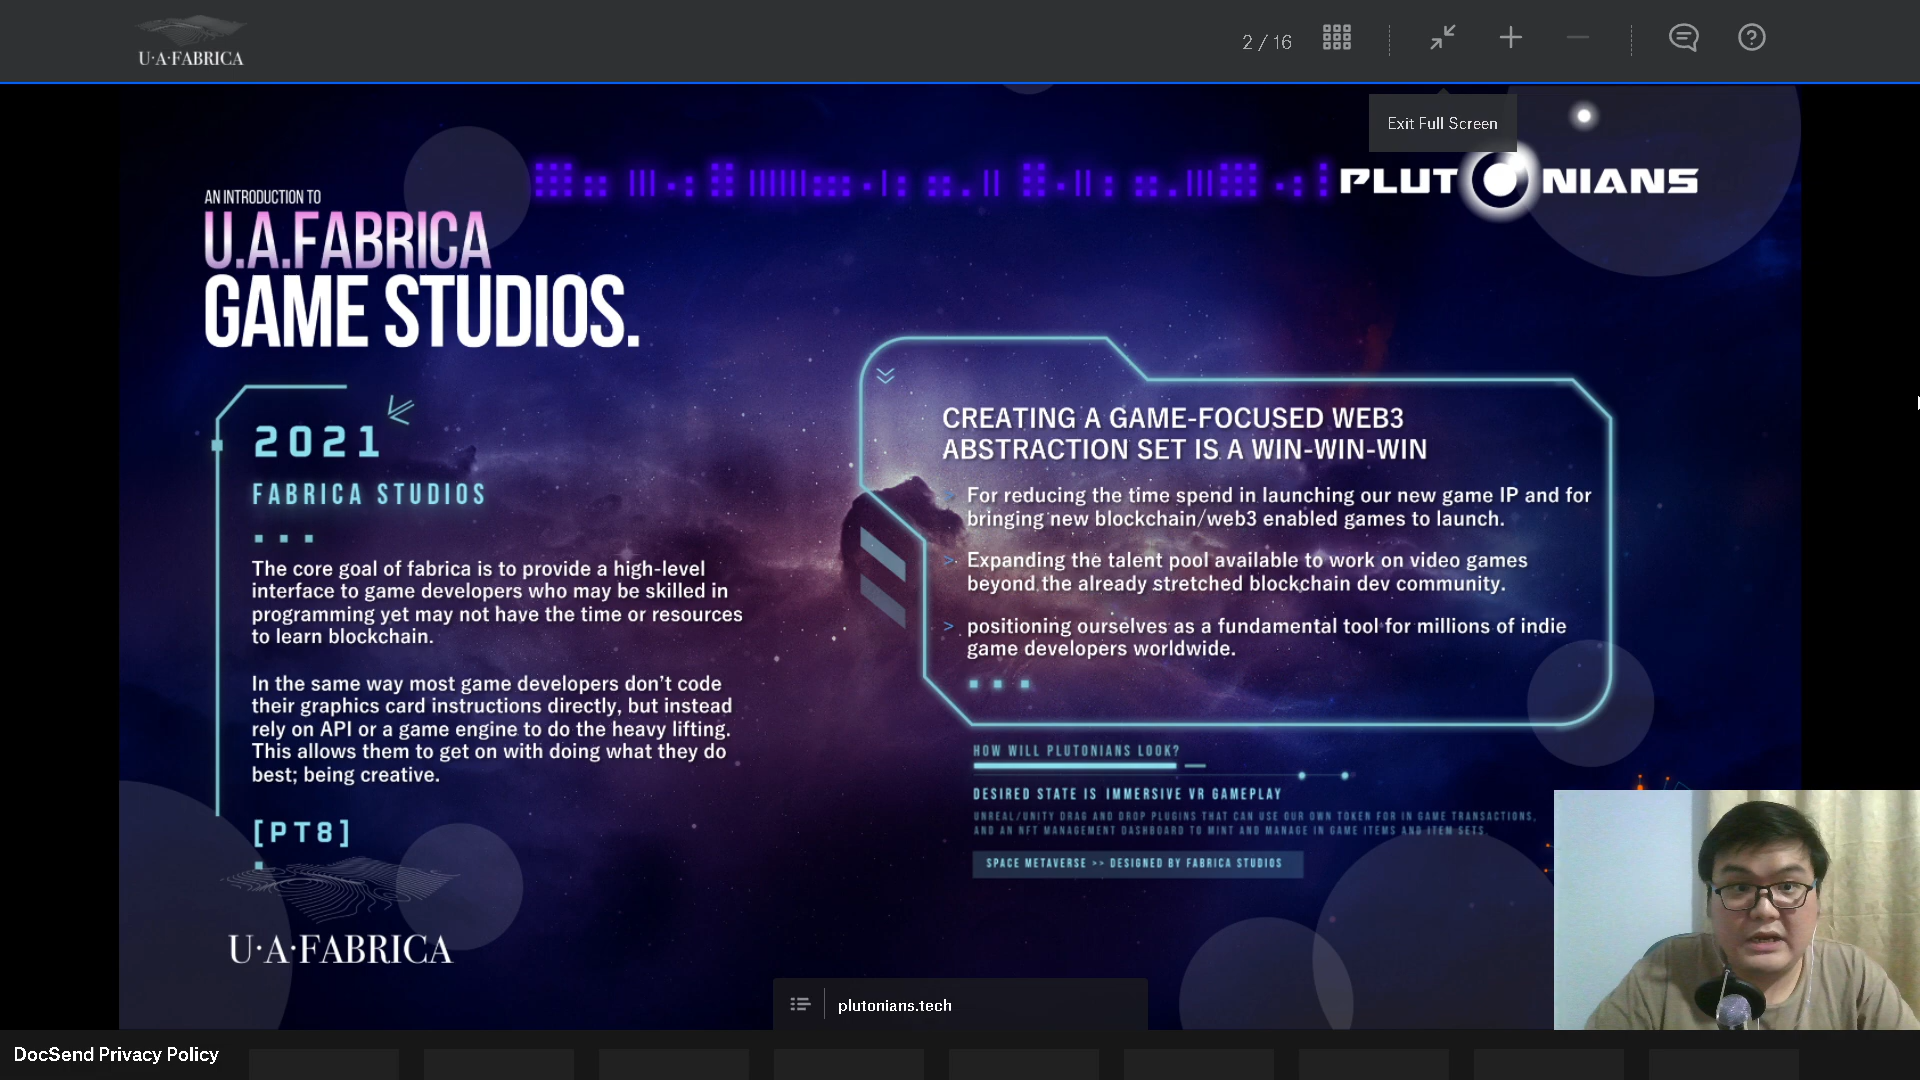 U·A·FABRICA
2 / 16
Exit Full Screen
PLUTONIANS
AN INTRODUCTION TO
U.A.FABRICA
GAME STUDIOS.
2021
FABRICA STUDIOS
The core goal of fabrica is to provide a high-level
interface to game developers who may be skilled in
programming yet may not have the time or resources
to learn blockchain.
In the same way most game developers don't code
their graphics card instructions directly, but instead
rely on API or a game engine to do the heavy lifting.
This allows them to get on with doing what they do
best; being creative.
[PT8]
U·A·FABRICA
CREATING A GAME-FOCUSED WEB3
ABSTRACTION SET IS A WIN-WIN-WIN
> For reducing the time spend in launching our new game IP and for
bringing new blockchain/web3 enabled games to launch.
> Expanding the talent pool available to work on video games
beyond the already stretched blockchain dev community.
> positioning ourselves as a fundamental tool for millions of indie
game developers worldwide.
HOW WILL PLUTONIANS LOOK?
DESIRED STATE IS IMMERSIVE VR GAMEPLAY
UNREAL/UNITY DRAG AND DROP PLUGINS THAT CAN USE OUR OWN TOKEN FOR IN GAME TRANSACTIONS,
AND AN NFT MANAGEMENT DASHBOARD TO MINT AND MANAGE IN GAME ITEMS AND ITEM SETS.
SPACE METAVERSE >> DESIGNED BY FABRICA STUDIOS
plutonians.tech
DocSend Privacy Policy